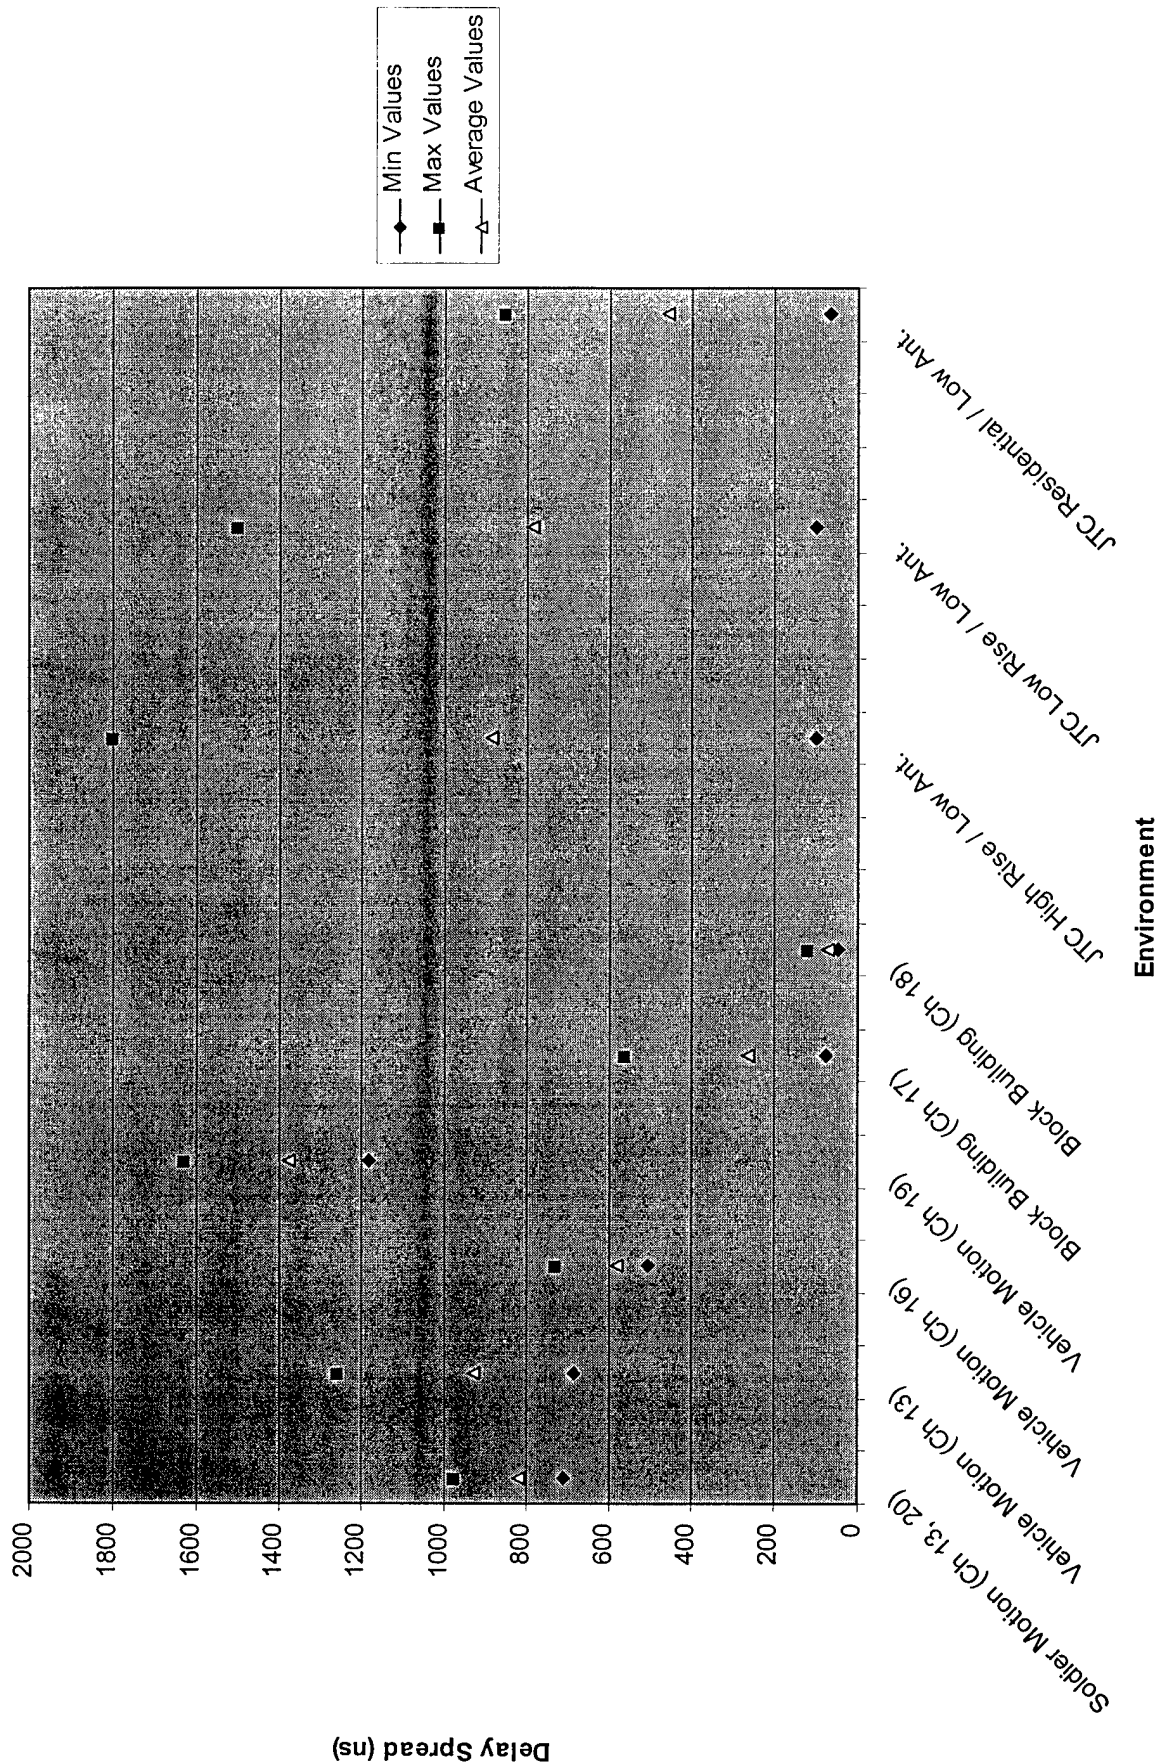 Min Values
Max Values
Average Values
Delay Spread (ns)
2000
1800
1600
1400
1200
1000
800
600
400
200
0
Soldier Motion (Ch 13, 20)
Vehicle Motion (Ch 13)
Vehicle Motion (Ch 16)
Vehicle Motion (Ch 19)
Block Building (Ch 17)
Block Building (Ch 18)
JTC High Rise / Low Ant.
JTC Low Rise / Low Ant.
JTC Residential / Low Ant.
Environment